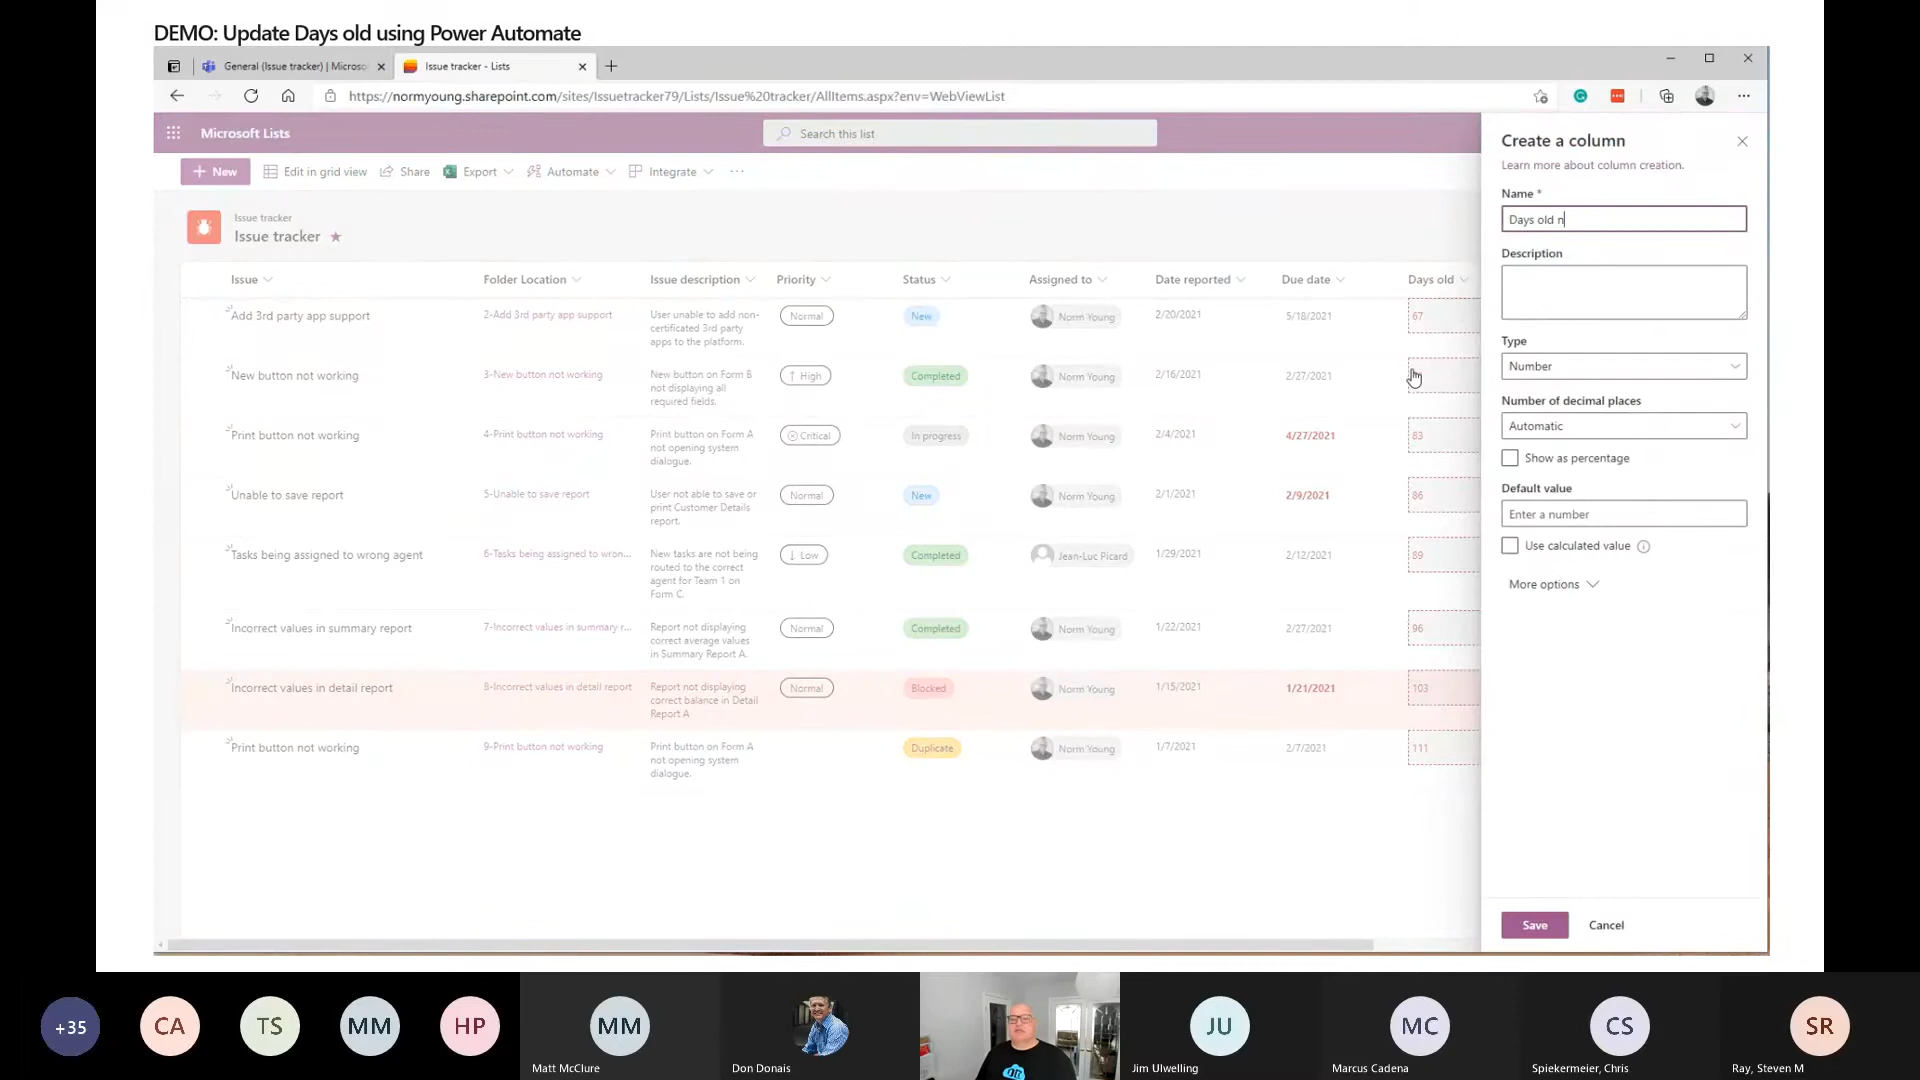 DEMO: Update Days old using Power Automate
General (Issue tracker) | Microso
Issue tracker - Lists
https://normyoung.sharepoint.com/sites/Issuetracker79/Lists/Issue%20tracker/AllItems.aspx?env=WebViewList
Microsoft Lists
Search this list
New
Edit in grid view
Share
Export
Automate
Integrate
Issue tracker
Issue tracker
Issue Folder Location Issue description Priority Status Assigned to Date reported Due date Days old
Add 3rd party app support 2-Add 3rd party app support User unable to add non- Normal New Norm Young 2/20/2021 5/18/2021 67
certificated 3rd party
apps to the platform.
New button not working 3-New button not working New button on Form B High Completed Norm Young 2/16/2021 2/27/2021
not displaying all
required fields.
Print button not working 4-Print button not working Print button on Form A Critical In progress Norm Young 2/4/2021 4/27/2021 83
not opening system
dialogue.
Unable to save report 5-Unable to save report User not able to save or Normal New Norm Young 2/1/2021 2/9/2021 86
print Customer Details
report.
Tasks being assigned to wrong agent 6-Tasks being assigned to wron... New tasks are not being Low Completed Jean-Luc Picard 1/29/2021 2/12/2021 89
routed to the correct
agent for Team 1 on
Form C.
Incorrect values in summary report 7-Incorrect values in summary r... Report not displaying Normal Completed Norm Young 1/22/2021 2/27/2021 96
correct average values
in Summary Report A.
Incorrect values in detail report 8-Incorrect values in detail report Report not displaying Normal Blocked Norm Young 1/15/2021 1/21/2021 103
correct balance in Detail
Report A
Print button not working 9-Print button not working Print button on Form A Duplicate Norm Young 1/7/2021 2/7/2021 111
not opening system
dialogue.
Create a column
Learn more about column creation.
Name *
Days old n
Description
Type
Number
Number of decimal places
Automatic
Show as percentage
Default value
Enter a number
Use calculated value
More options
Save
Cancel
+35
CA
TS
MM
HP
MM
Matt McClure
Don Donais
JU
Jim Ulwelling
MC
Marcus Cadena
CS
Spiekermeier, Chris
SR
Ray, Steven M